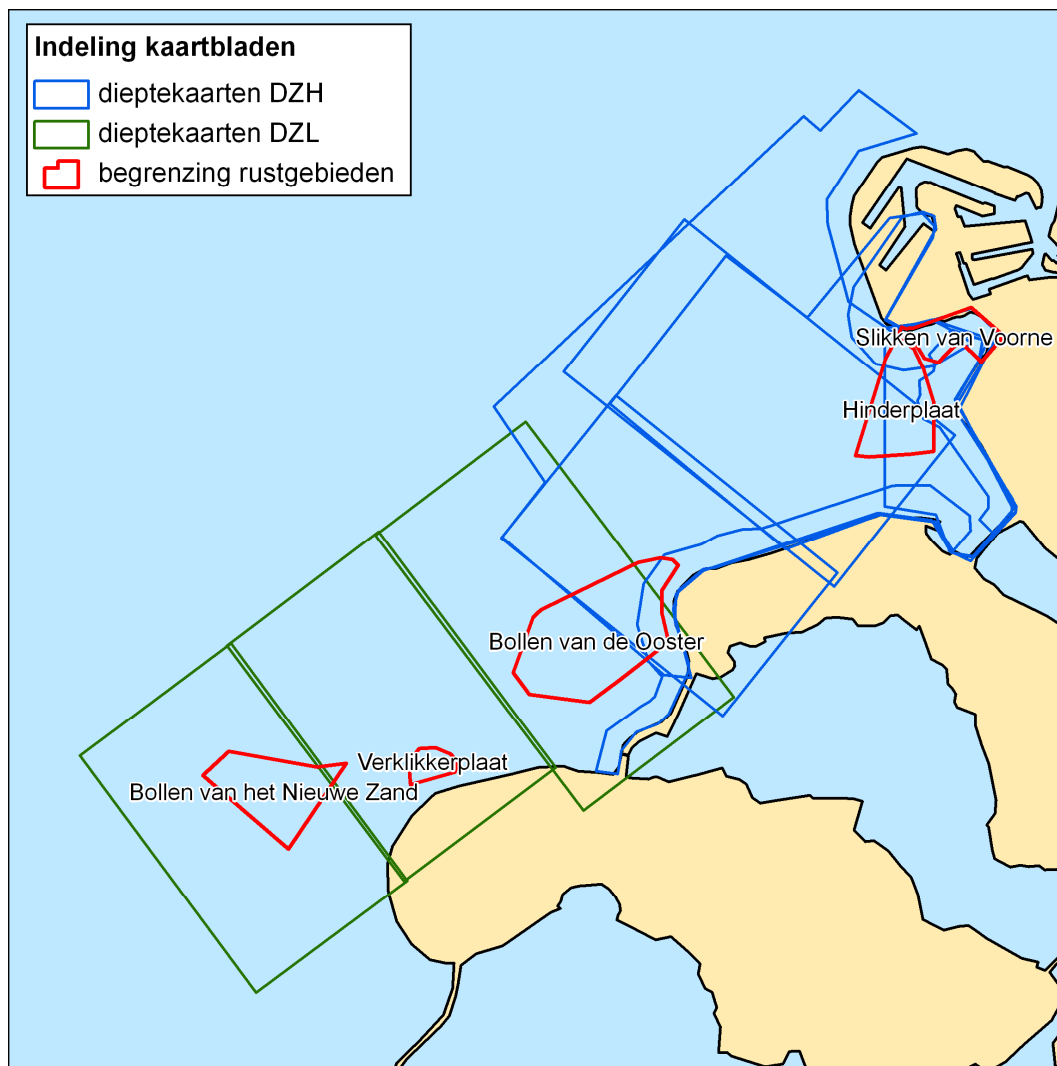 Indeling kaartbladen
dieptekaarten DZH
dieptekaarten DZL
begrenzing rustgebieden
Slikken van Voorne
Hinderplaat
Bollen van de Ooster
Verklikkerplaat
Bollen van het Nieuwe Zand